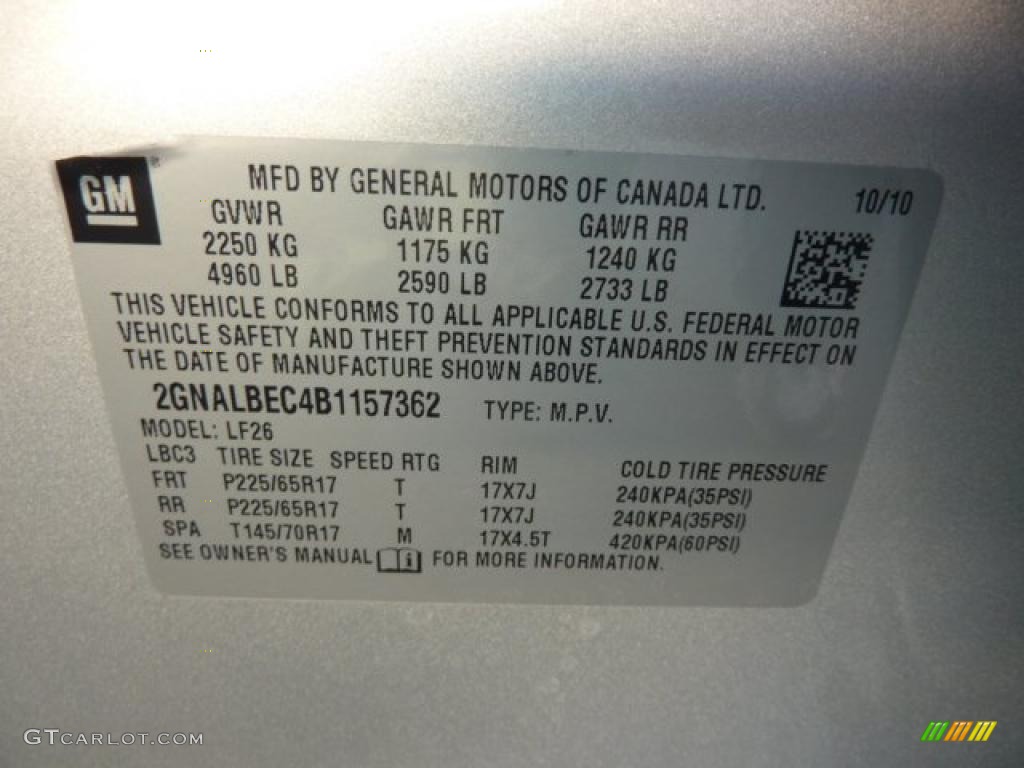 GM
MFD BY GENERAL MOTORS OF CANADA LTD. 10/10
GVWR GAWR FRT GAWR RR
2250 KG 1175 KG 1240 KG
4960 LB 2590 LB 2733 LB
THIS VEHICLE CONFORMS TO ALL APPLICABLE U.S. FEDERAL MOTOR
VEHICLE SAFETY AND THEFT PREVENTION STANDARDS IN EFFECT ON
THE DATE OF MANUFACTURE SHOWN ABOVE.
2GNALBEC4B1157362 TYPE: M.P.V.
MODEL: LF26
LBC3 TIRE SIZE SPEED RTG RIM COLD TIRE PRESSURE
FRT P225/65R17 T 17X7J 240KPA(35PSI)
RR P225/65R17 T 17X7J 240KPA(35PSI)
SPA T145/70R17 M 17X4.5T 420KPA(60PSI)
SEE OWNER'S MANUAL FOR MORE INFORMATION.
GTCARLOT.COM